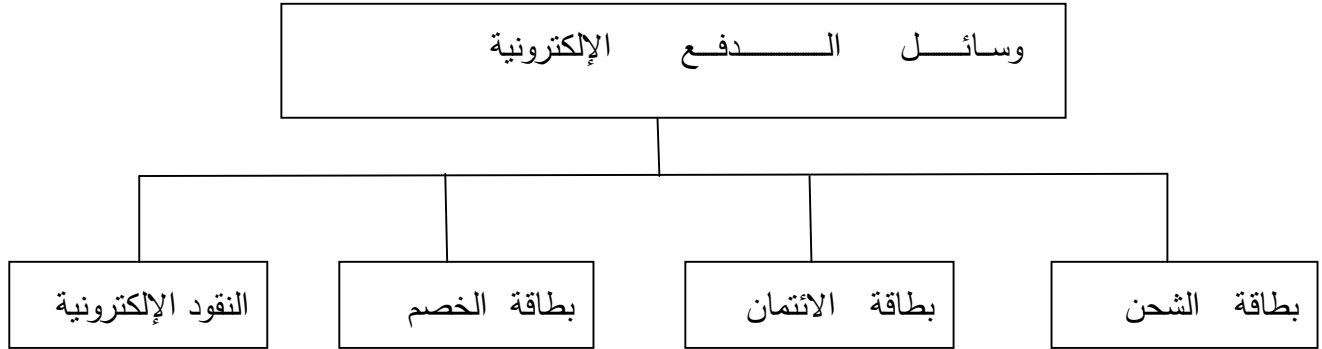 وسائل الدفع الإلكترونية
بطاقة الشحن
بطاقة الائتمان
بطاقة الخصم
النقود الإلكترونية